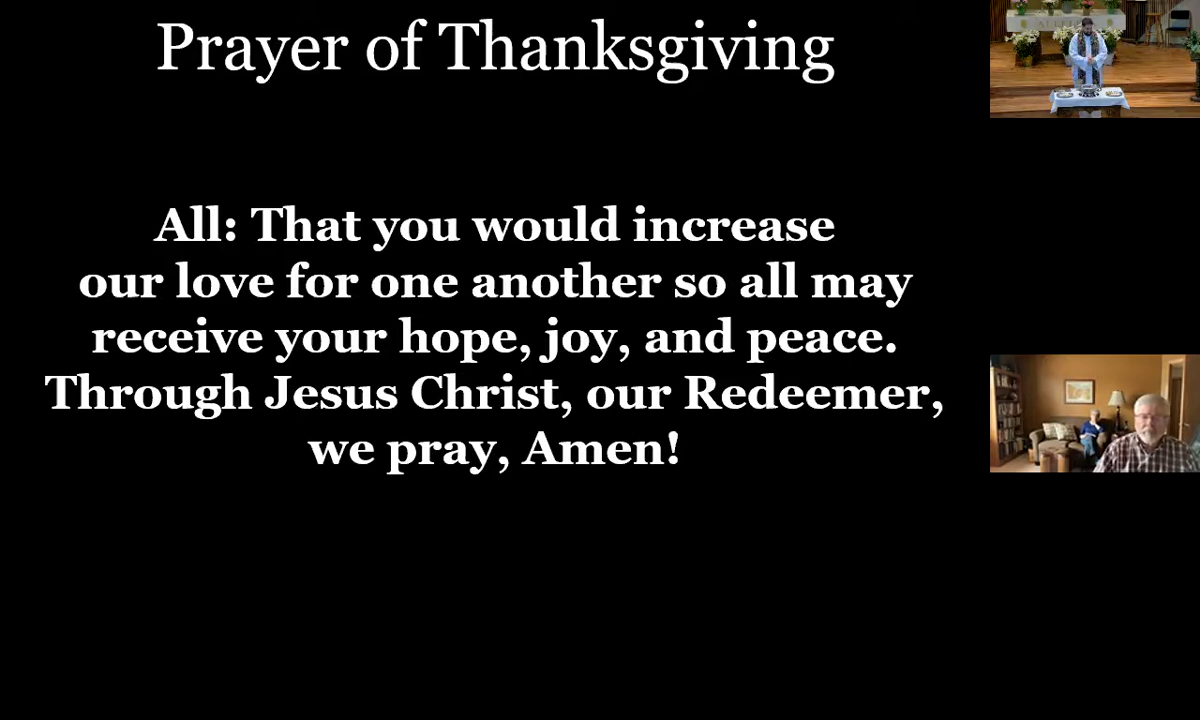 Prayer of Thanksgiving
All: That you would increase
our love for one another so all may
receive your hope, joy, and peace.
Through Jesus Christ, our Redeemer,
we pray, Amen!